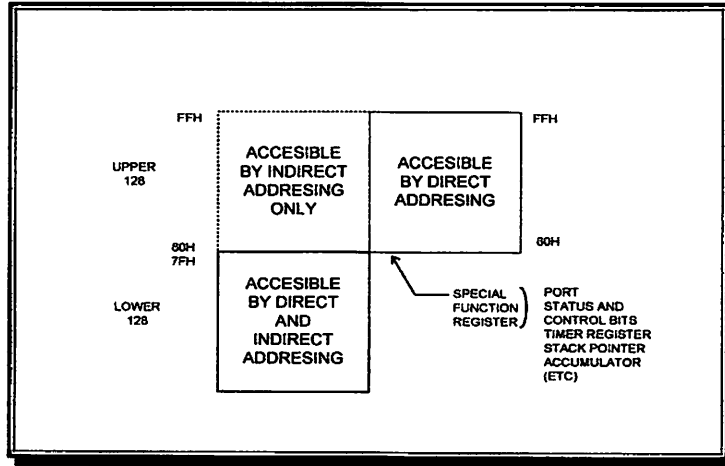 FFH
FFH
UPPER
128
ACCESIBLE
BY INDIRECT
ADDRESING
ONLY
ACCESIBLE
BY DIRECT
ADDRESING
80H
7FH
80H
LOWER
128
ACCESIBLE
BY DIRECT
AND
INDIRECT
ADDRESING
SPECIAL
FUNCTION
REGISTER
PORT
STATUS AND
CONTROL BITS
TIMER REGISTER
STACK POINTER
ACCUMULATOR
(ETC)